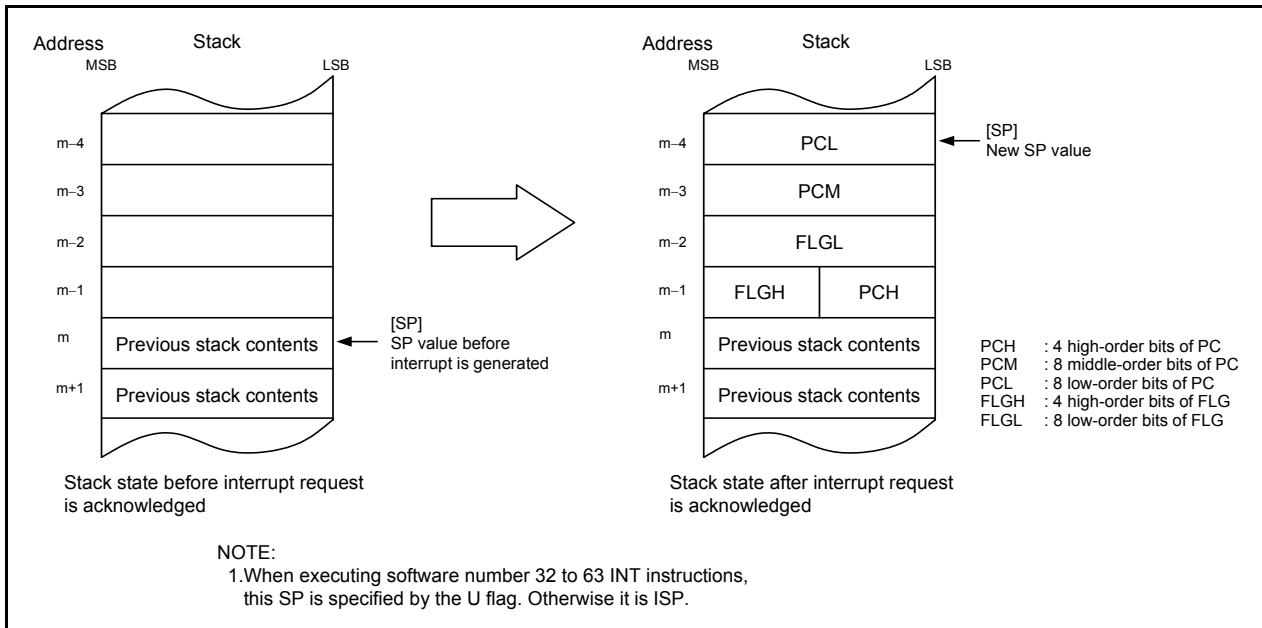 Address
Stack
MSB
LSB
m−4
m−3
m−2
m−1
m
Previous stack contents
m+1
Previous stack contents
[SP]
SP value before
interrupt is generated
Stack state before interrupt request
is acknowledged
Address
Stack
MSB
LSB
m−4
PCL
[SP]
New SP value
m−3
PCM
m−2
FLGL
m−1
FLGH
PCH
m
Previous stack contents
m+1
Previous stack contents
PCH : 4 high-order bits of PC
PCM : 8 middle-order bits of PC
PCL : 8 low-order bits of PC
FLGH : 4 high-order bits of FLG
FLGL : 8 low-order bits of FLG
Stack state after interrupt request
is acknowledged
NOTE:
1.When executing software number 32 to 63 INT instructions,
this SP is specified by the U flag. Otherwise it is ISP.